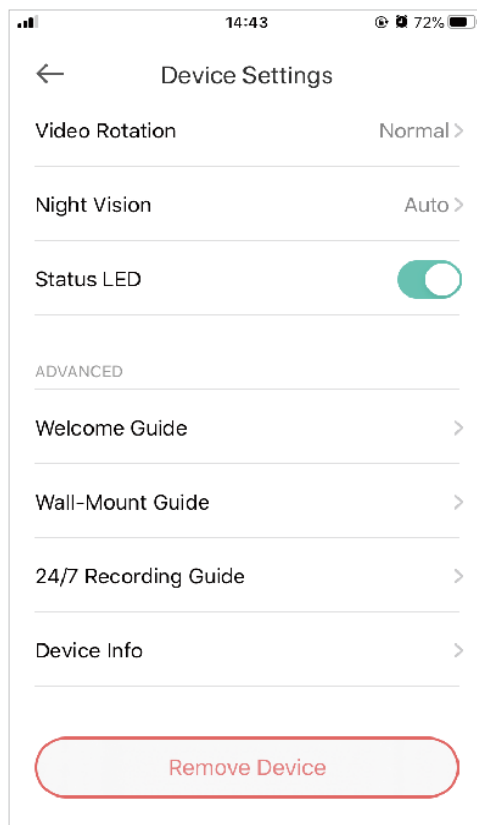 14:43 72%
Device Settings
Video Rotation Normal
Night Vision Auto
Status LED
ADVANCED
Welcome Guide
Wall-Mount Guide
24/7 Recording Guide
Device Info
Remove Device